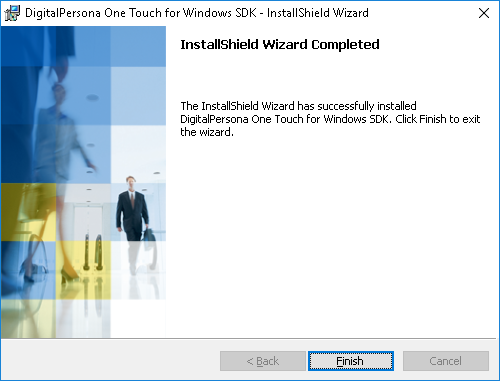 DigitalPersona One Touch for Windows SDK - InstallShield Wizard
InstallShield Wizard Completed
The InstallShield Wizard has successfully installed
DigitalPersona One Touch for Windows SDK. Click Finish to exit
the wizard.
< Back
Finish
Cancel